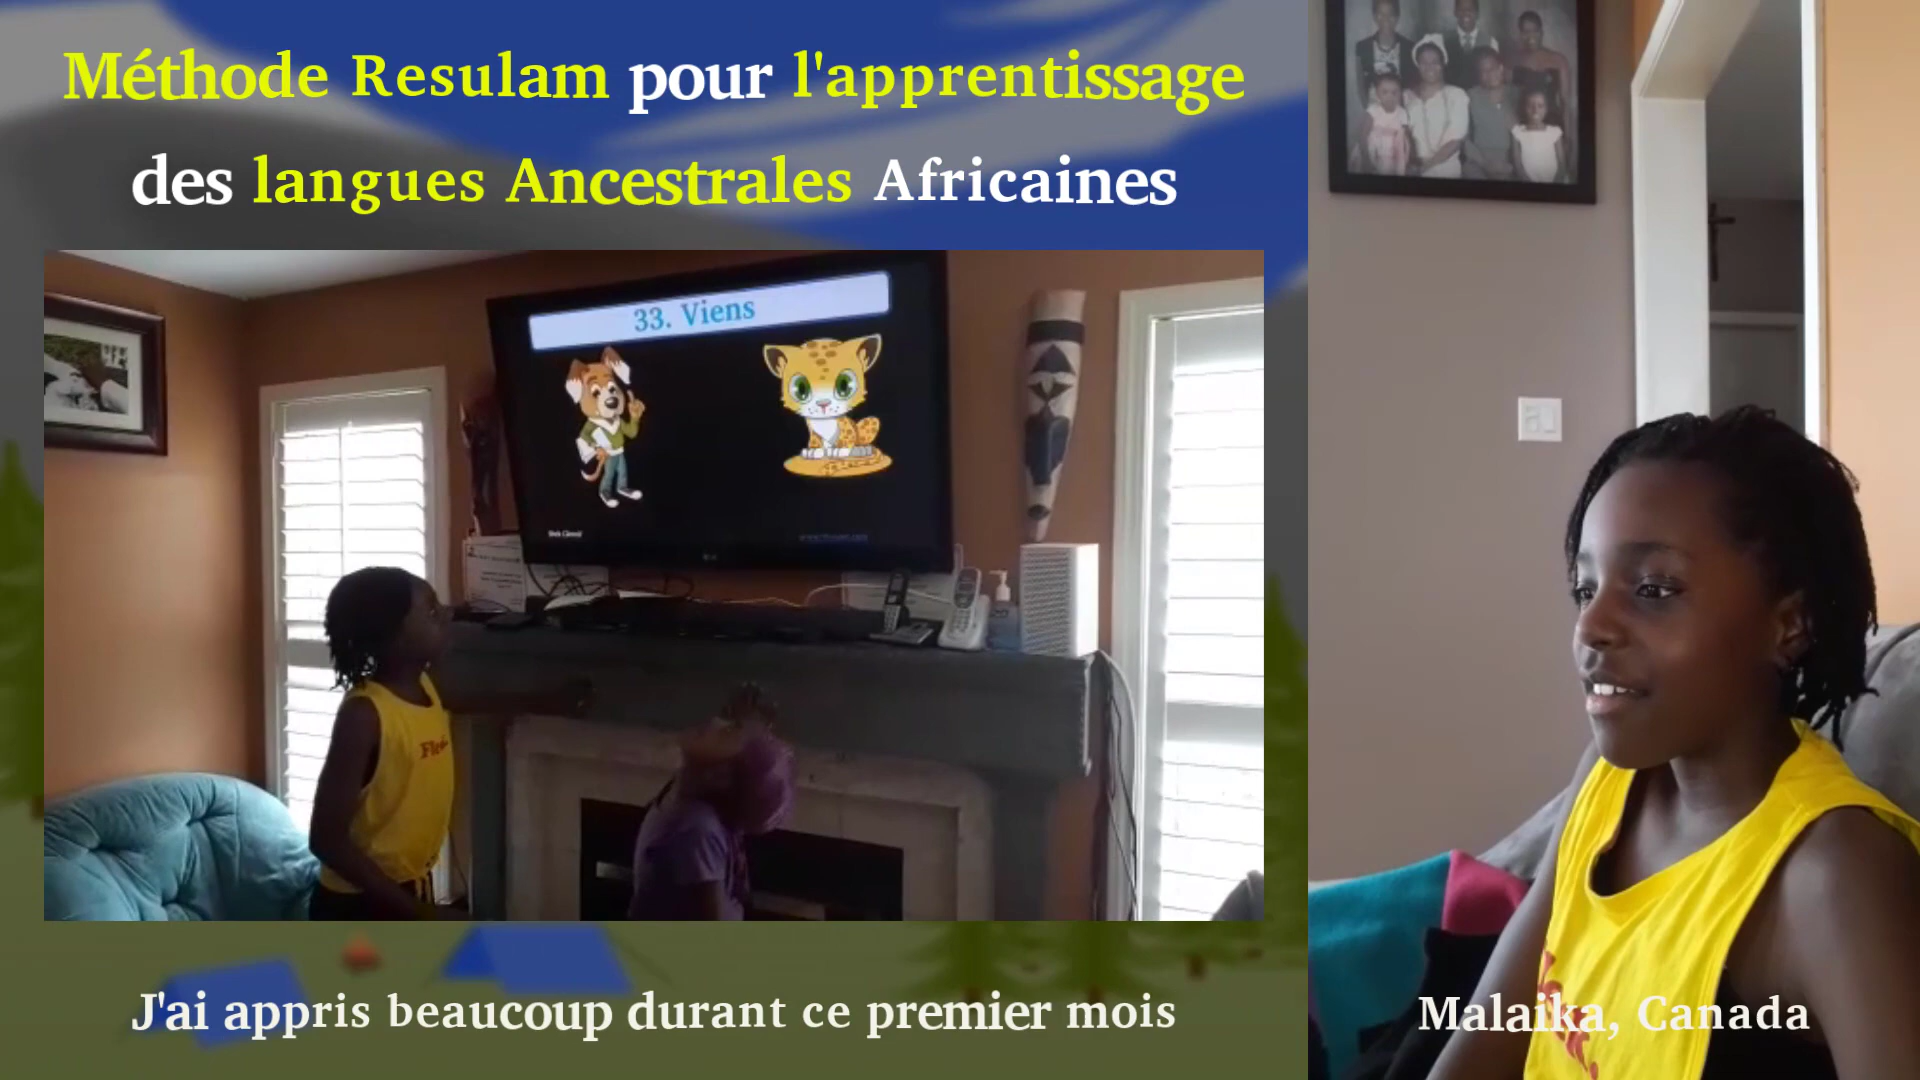 Méthode Resulam pour l'apprentissage
des langues Ancestrales Africaines
33. Viens
J'ai appris beaucoup durant ce premier mois
Malaika, Canada